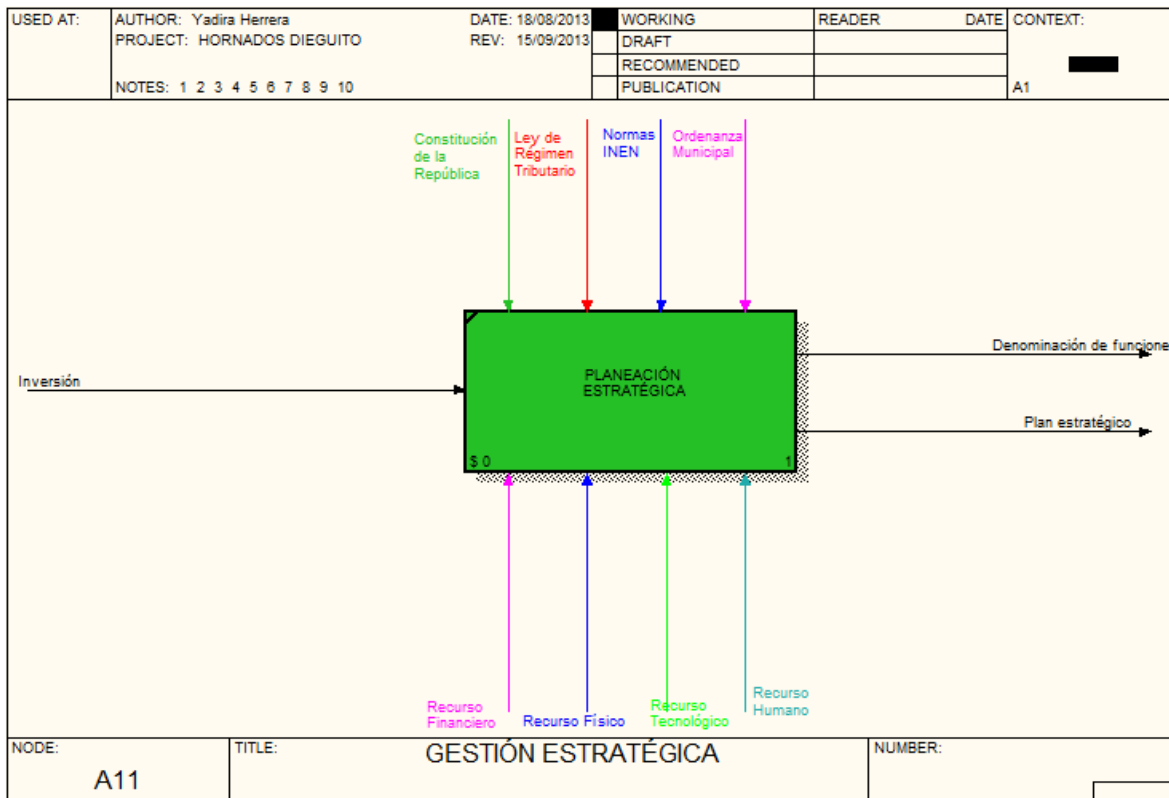 USED AT:
AUTHOR: Yadira Herrera
DATE: 18/08/2013
WORKING
READER
DATE
CONTEXT:
PROJECT: HORNADOS DIEGUITO
REV: 15/09/2013
DRAFT
RECOMMENDED
NOTES: 1 2 3 4 5 6 7 8 9 10
PUBLICATION
A1
Constitución
de la
República
Ley de
Régimen
Tributario
Normas
INEN
Ordenanza
Municipal
Inversión
PLANEACIÓN
ESTRATÉGICA
$ 0
1
Denominación de funcione
Plan estratégico
Recurso
Financiero
Recurso Físico
Recurso
Tecnológico
Recurso
Humano
NODE:
A11
TITLE:
GESTIÓN ESTRATÉGICA
NUMBER: